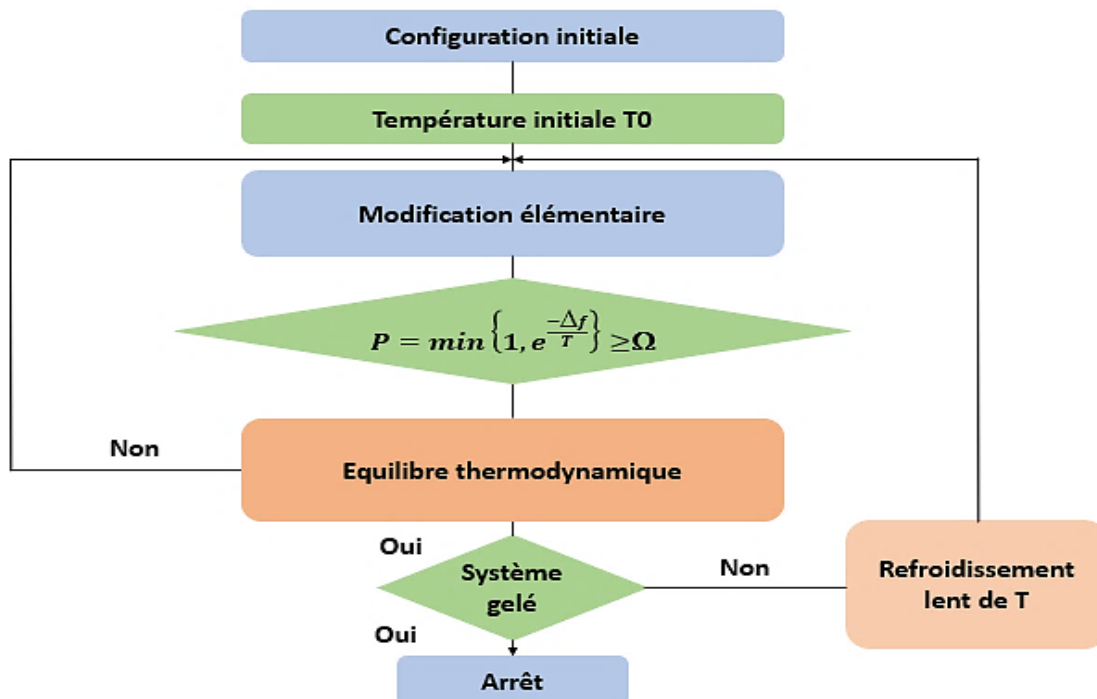 Configuration initiale
Température initiale T0
Modification élémentaire
P = min {1, e^{\frac{-Δf}{T}}} ≥Ω
Non
Equilibre thermodynamique
Oui
Système
gelé
Non
Refroidissement
lent de T
Oui
Arrêt